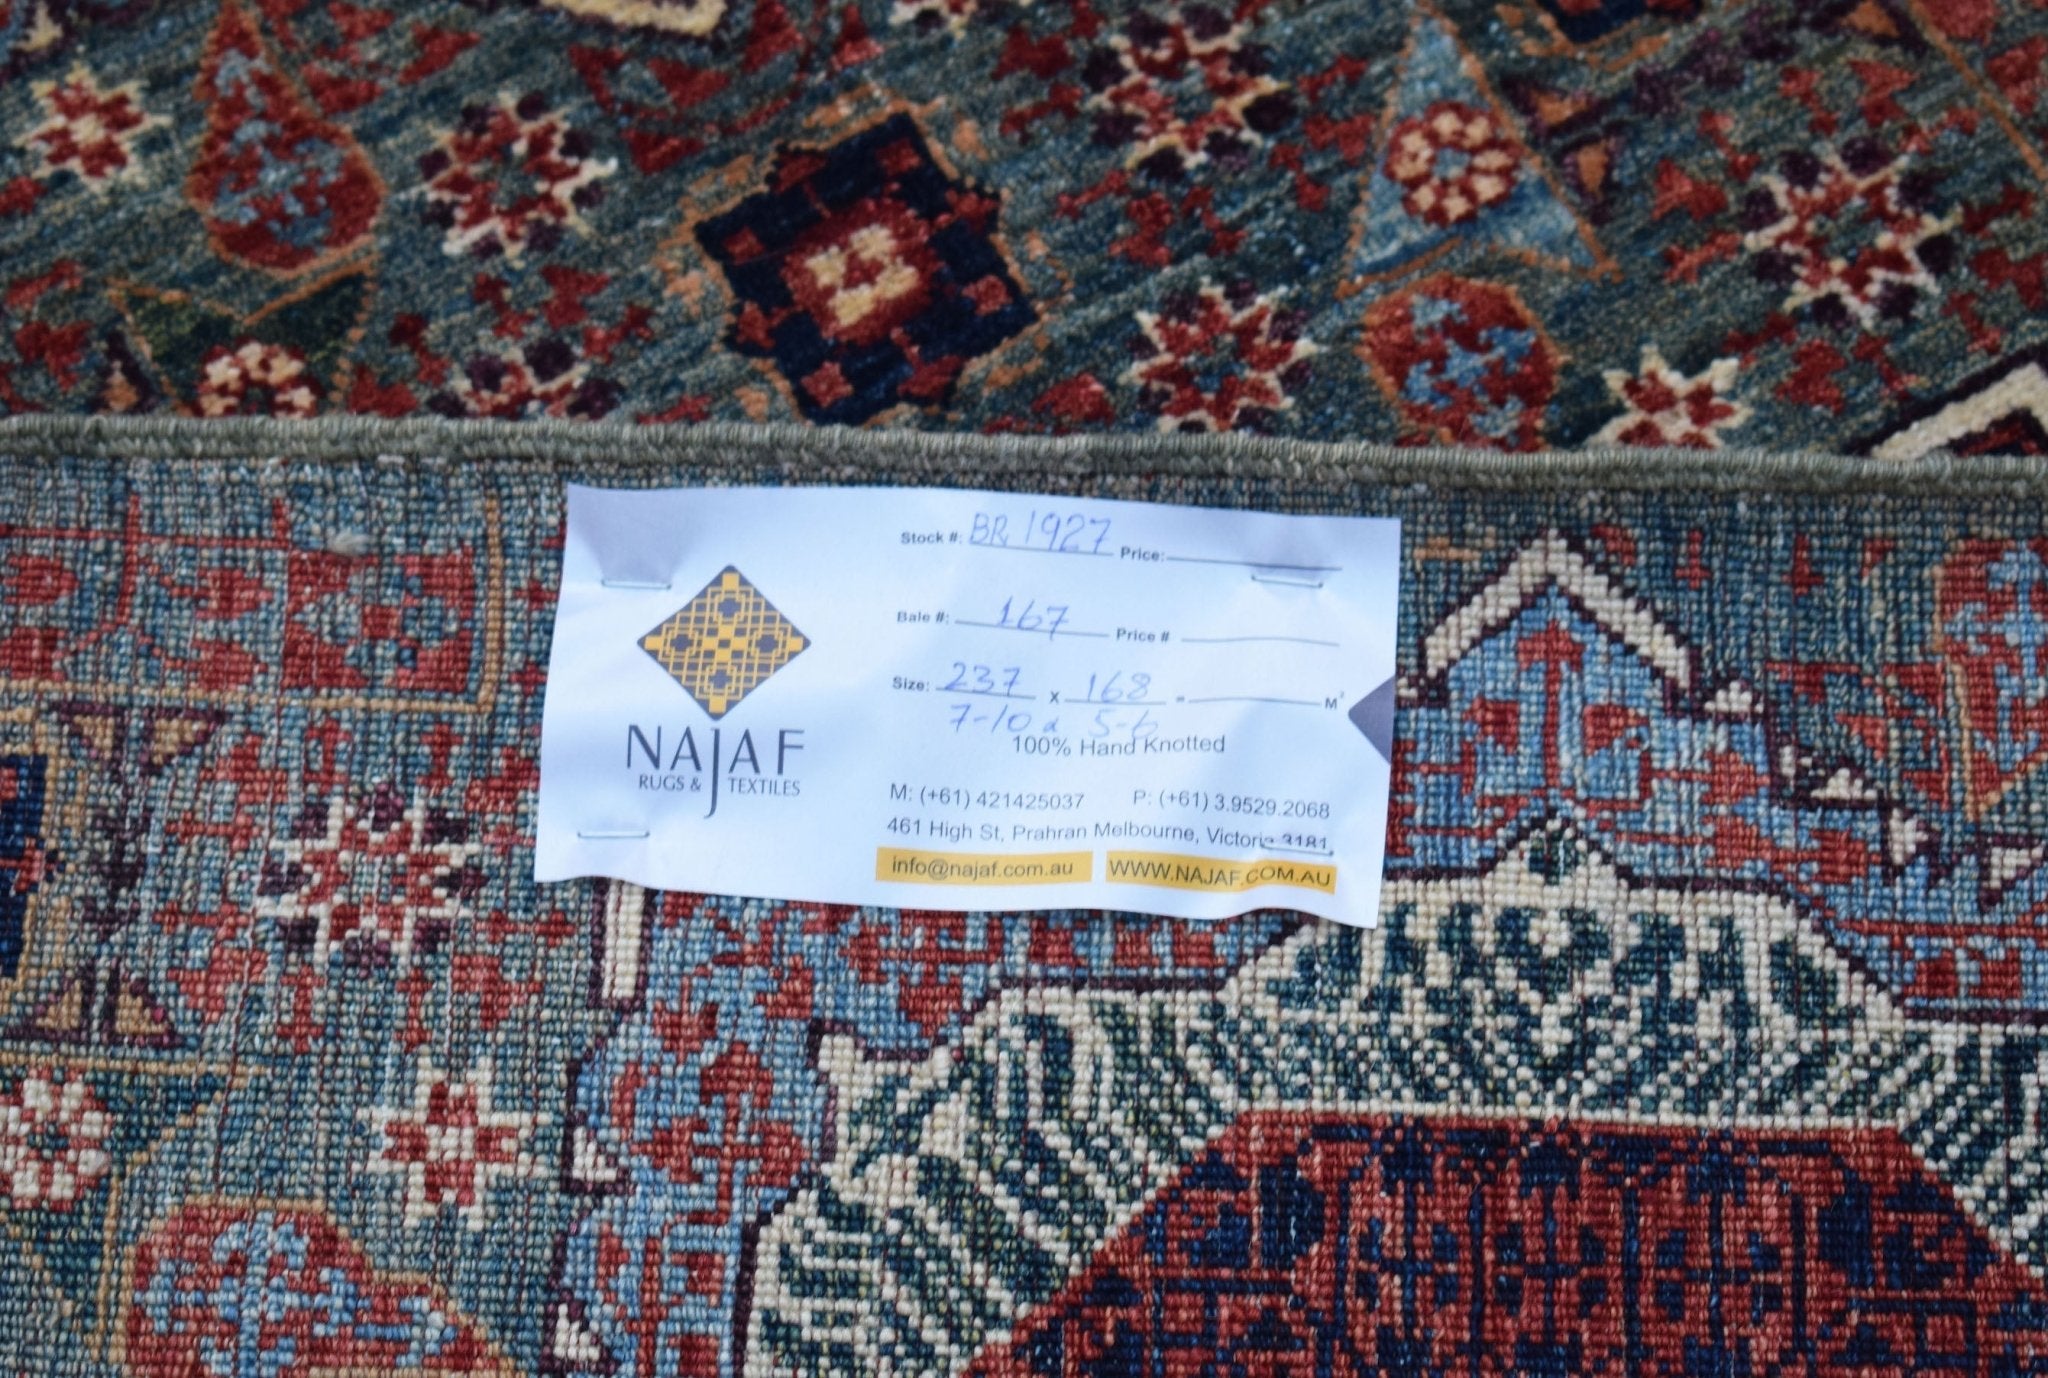 NAJAF
RUGS & TEXTILES
Stock #: BR 1927 Price:
Bale #: 167 Price #
Size: 237 x 168 = M²
7-10 x 5-6
100% Hand Knotted
M: (+61) 421425037 P: (+61) 3.9529.2068
461 High St, Prahran Melbourne, Victoria 3181
info@najaf.com.au WWW.NAJAF.COM.AU